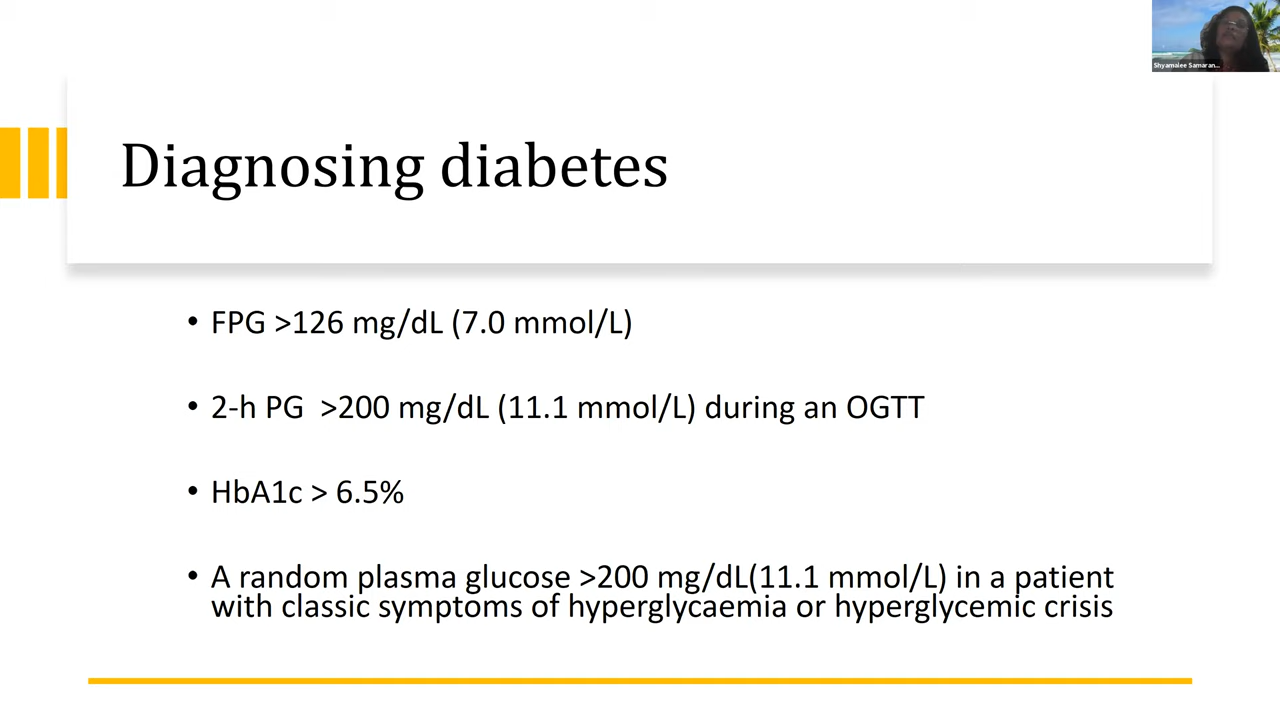 Shyamalee Samaran...
Diagnosing diabetes
• FPG >126 mg/dL (7.0 mmol/L)
• 2-h PG >200 mg/dL (11.1 mmol/L) during an OGTT
• HbA1c > 6.5%
• A random plasma glucose >200 mg/dL(11.1 mmol/L) in a patient
with classic symptoms of hyperglycaemia or hyperglycemic crisis